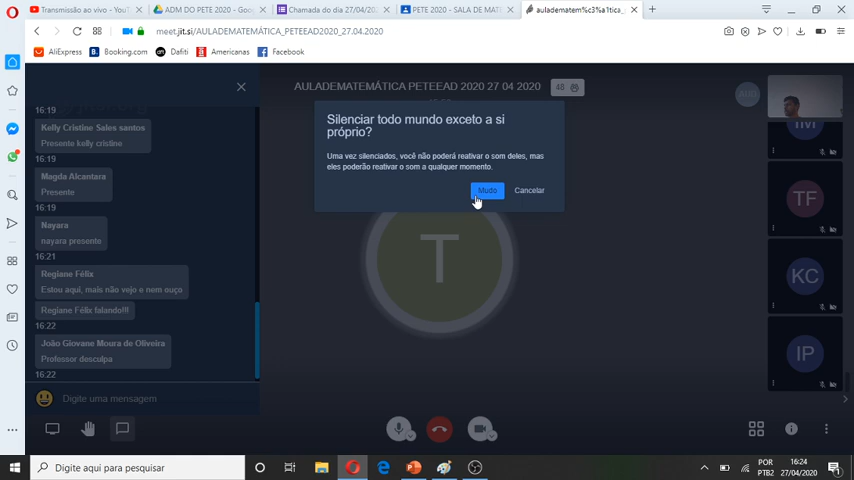 Transmissão ao vivo - YouT
ADM DO PETE 2020 - Goo
Chamada do dia 27/04/20
PETE 2020 - SALA DE MAT
auladematem%c3%a1tica_
meet.jit.si/AULADEMATEMÁTICA_PETEEAD2020_27.04.2020
AliExpress
B. Booking.com
Dafiti
Americanas
Facebook
AULADEMATEMÁTICA PETEEAD 2020 27 04 2020
48
16:19
Kelly Cristine Sales santos
Presente kelly cristine
16:19
Magda Alcantara
Presente
16:19
Nayara
nayara presente
16:21
Regiane Félix
Estou aqui, mais não vejo e nem ouço
Regiane Félix falando!!!
16:22
João Giovane Moura de Oliveira
Professor desculpa
16:22
Digite uma mensagem
Silenciar todo mundo exceto a si
próprio?
Uma vez silenciados, você não poderá reativar o som deles, mas
eles poderão reativar o som a qualquer momento.
Mudo
Cancelar
T
TF
KC
IP
Digite aqui para pesquisar
POR
PTB2
16:24
27/04/2020